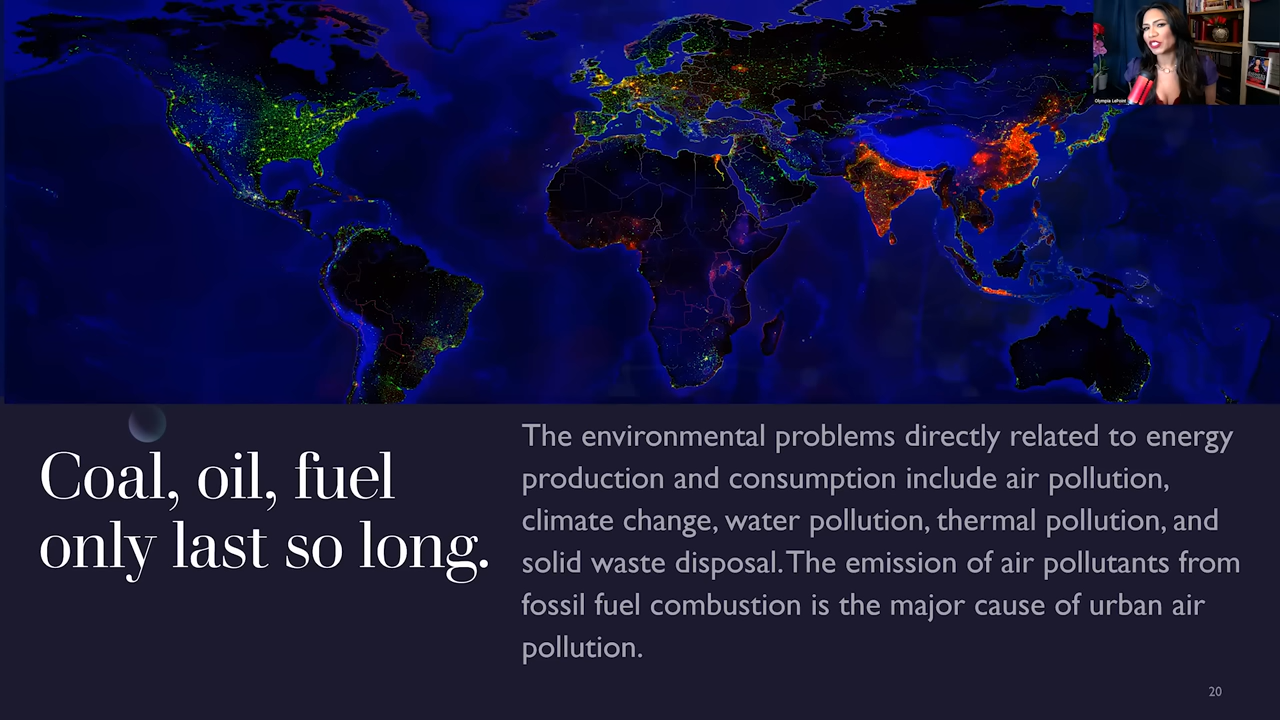 Olympia LePoint
Coal, oil, fuel
only last so long.
The environmental problems directly related to energy
production and consumption include air pollution,
climate change, water pollution, thermal pollution, and
solid waste disposal. The emission of air pollutants from
fossil fuel combustion is the major cause of urban air
pollution.
20